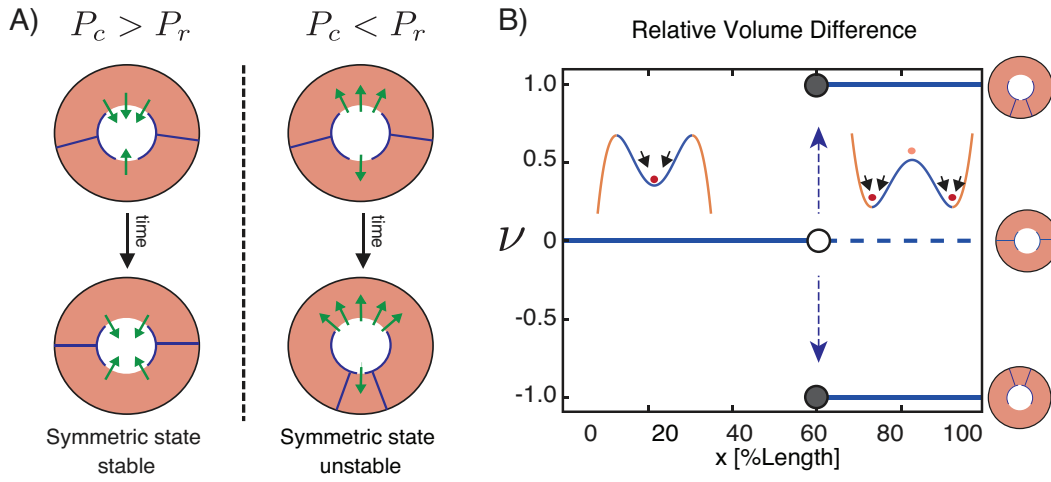 A)
P_c > P_r
P_c < P_r
time
time
Symmetric state
stable
Symmetric state
unstable
B)
Relative Volume Difference
1.0
0.5
ν
0
-0.5
-1.0
0 20 40 60 80 100
x [%Length]